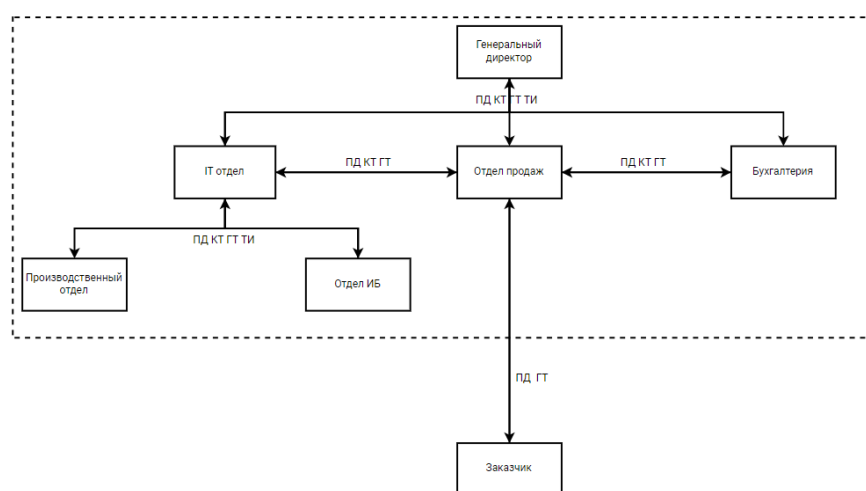 Генеральный
директор
ПД КТ ГТ ТИ
IT отдел
ПД КТ ГТ
Отдел продаж
ПД КТ ГТ
Бухгалтерия
ПД КТ ГТ ТИ
Производственный
отдел
Отдел ИБ
ПД ГТ
Заказчик